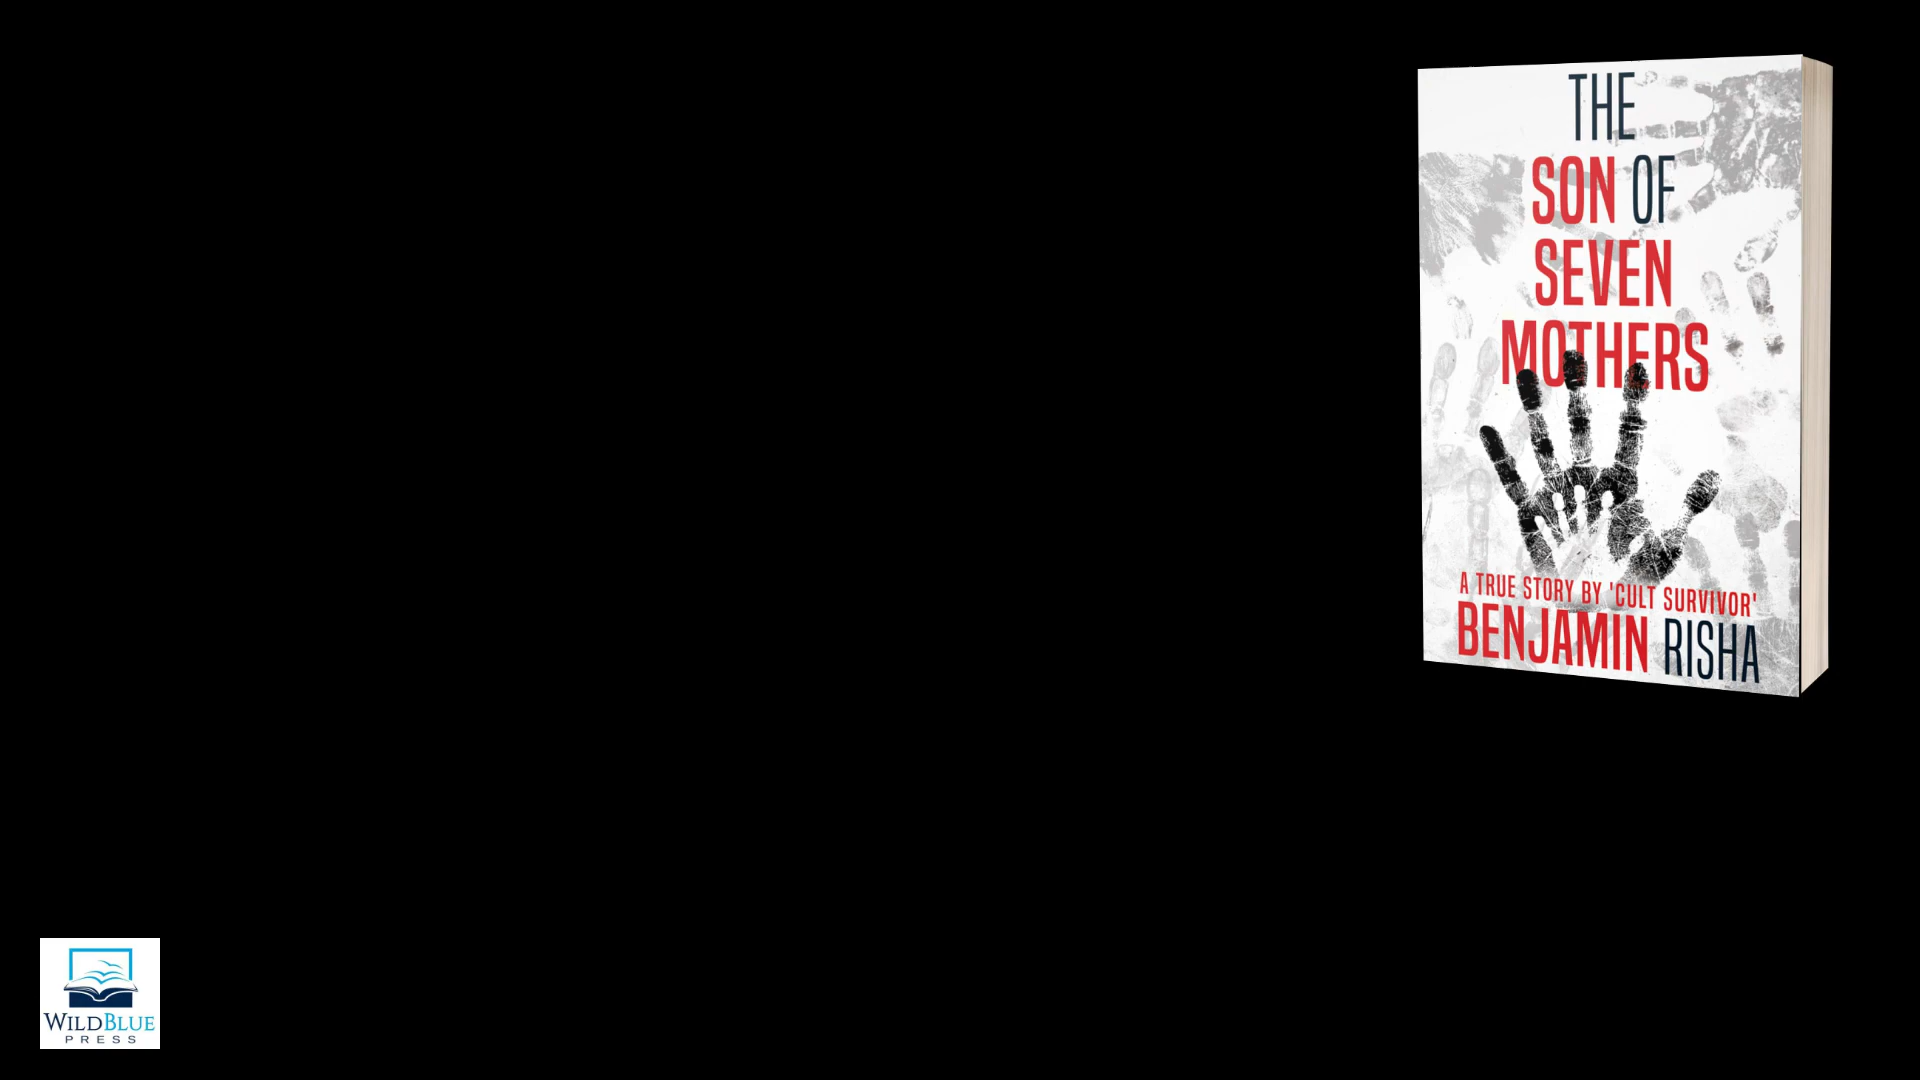 THE
SON OF
SEVEN
MOTHERS
A TRUE STORY BY 'CULT SURVIVOR'
BENJAMIN RISHA
WILDBLUE
PRESS